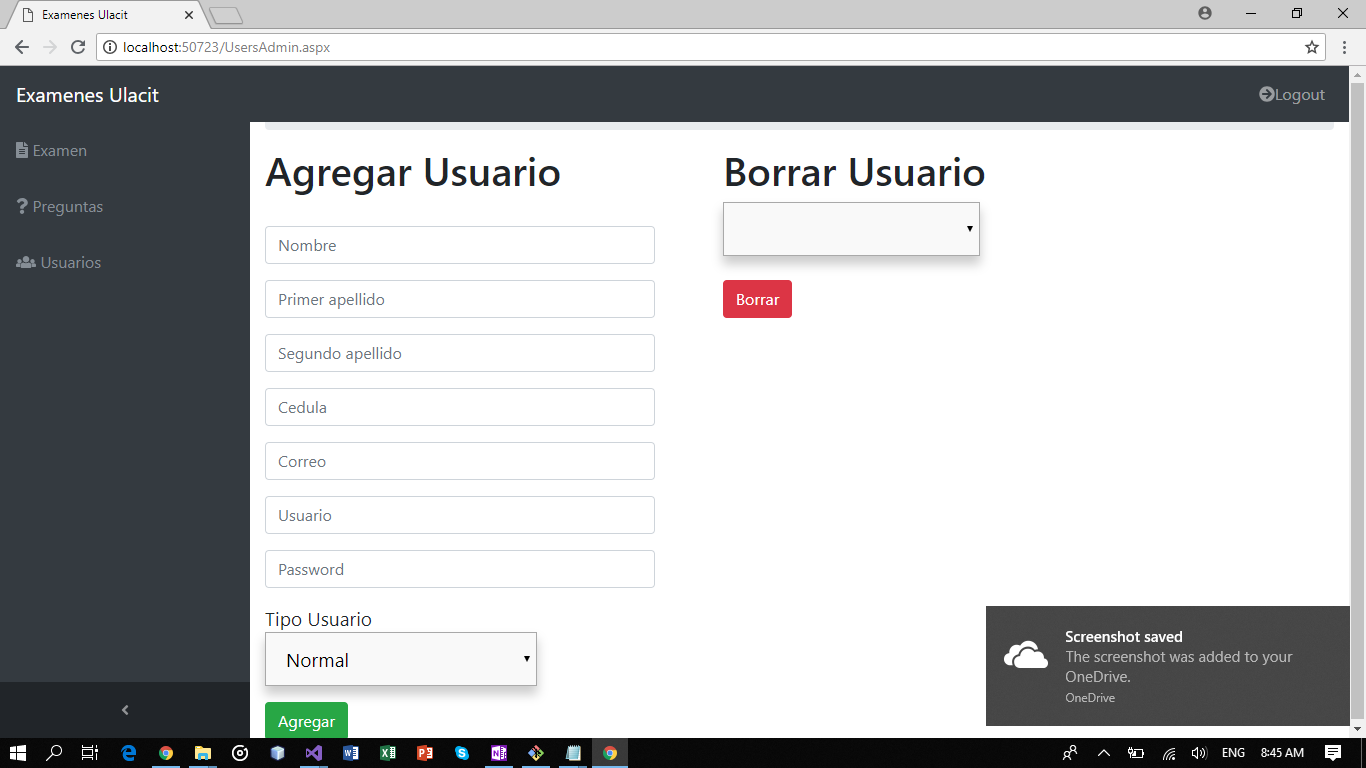 Examenes Ulacit
localhost:50723/UsersAdmin.aspx
Examenes Ulacit
Logout
Examen
Preguntas
Usuarios
Agregar Usuario
Nombre
Primer apellido
Segundo apellido
Cedula
Correo
Usuario
Password
Tipo Usuario
Normal
Agregar
Borrar Usuario
Borrar
Screenshot saved
The screenshot was added to your
OneDrive.
OneDrive
ENG
8:45 AM